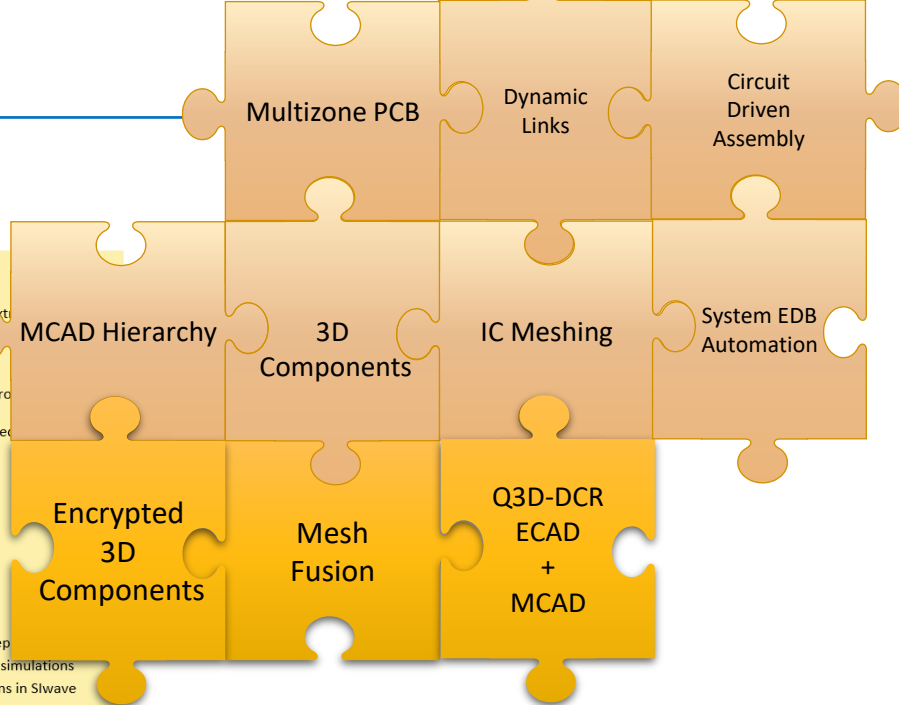 Multizone PCB
Dynamic
Links
Circuit
Driven
Assembly
MCAD Hierarchy
3D
Components
IC Meshing
System EDB
Automation
Encrypted
3D
Components
Mesh
Fusion
Q3D-DCR
ECAD
+
MCAD
simulations
in SIwave